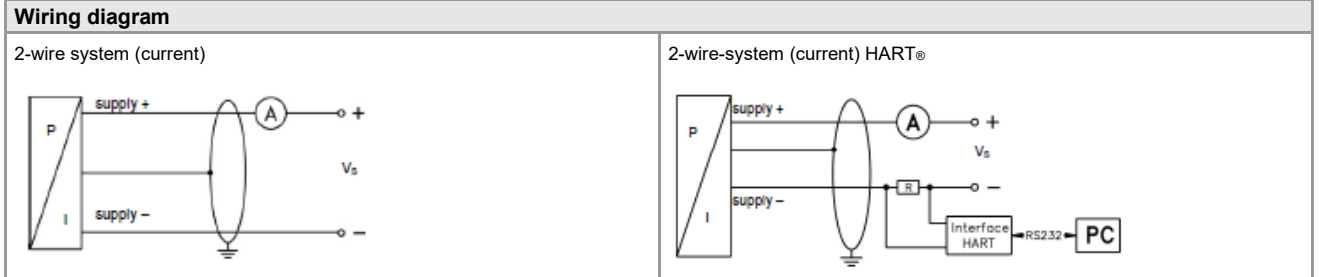 Wiring diagram
2-wire system (current)
supply +
A
+
P
Vs
I
supply –
–
2-wire-system (current) HART®
supply +
A
+
P
Vs
R
–
supply –
I
Interface
HART
RS232
PC